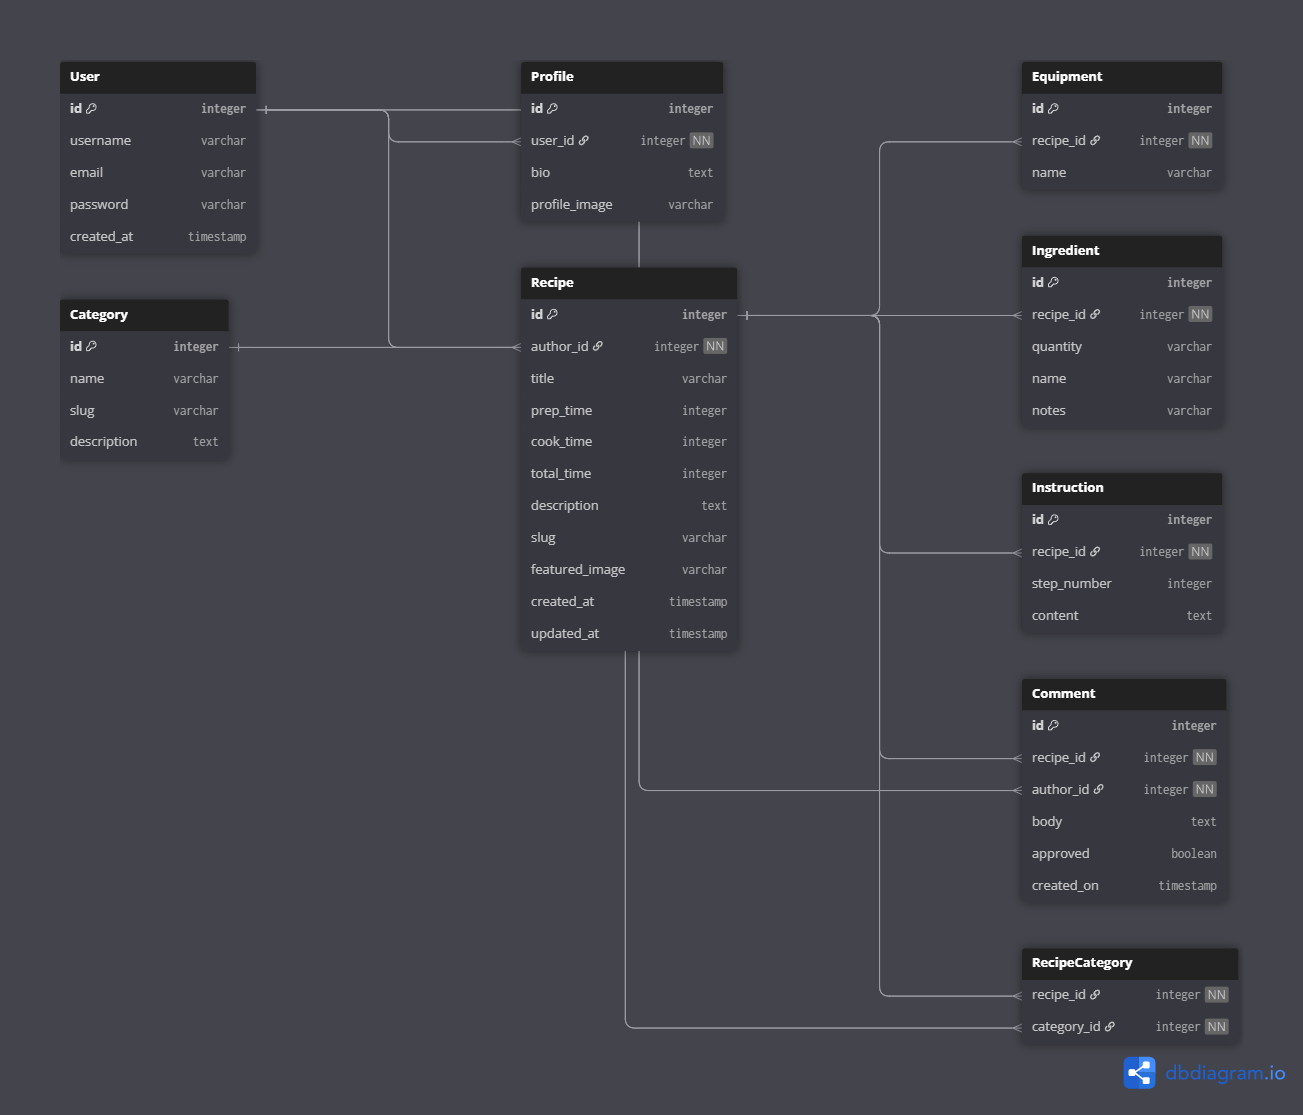 User
id integer
username varchar
email varchar
password varchar
created_at timestamp
Category
id integer
name varchar
slug varchar
description text
Profile
id integer
user_id integer NN
bio text
profile_image varchar
Recipe
id integer
author_id integer NN
title varchar
prep_time integer
cook_time integer
total_time integer
description text
slug varchar
featured_image varchar
created_at timestamp
updated_at timestamp
Equipment
id integer
recipe_id integer NN
name varchar
Ingredient
id integer
recipe_id integer NN
quantity varchar
name varchar
notes varchar
Instruction
id integer
recipe_id integer NN
step_number integer
content text
Comment
id integer
recipe_id integer NN
author_id integer NN
body text
approved boolean
created_on timestamp
RecipeCategory
recipe_id integer NN
category_id integer NN
dbdiagram.io